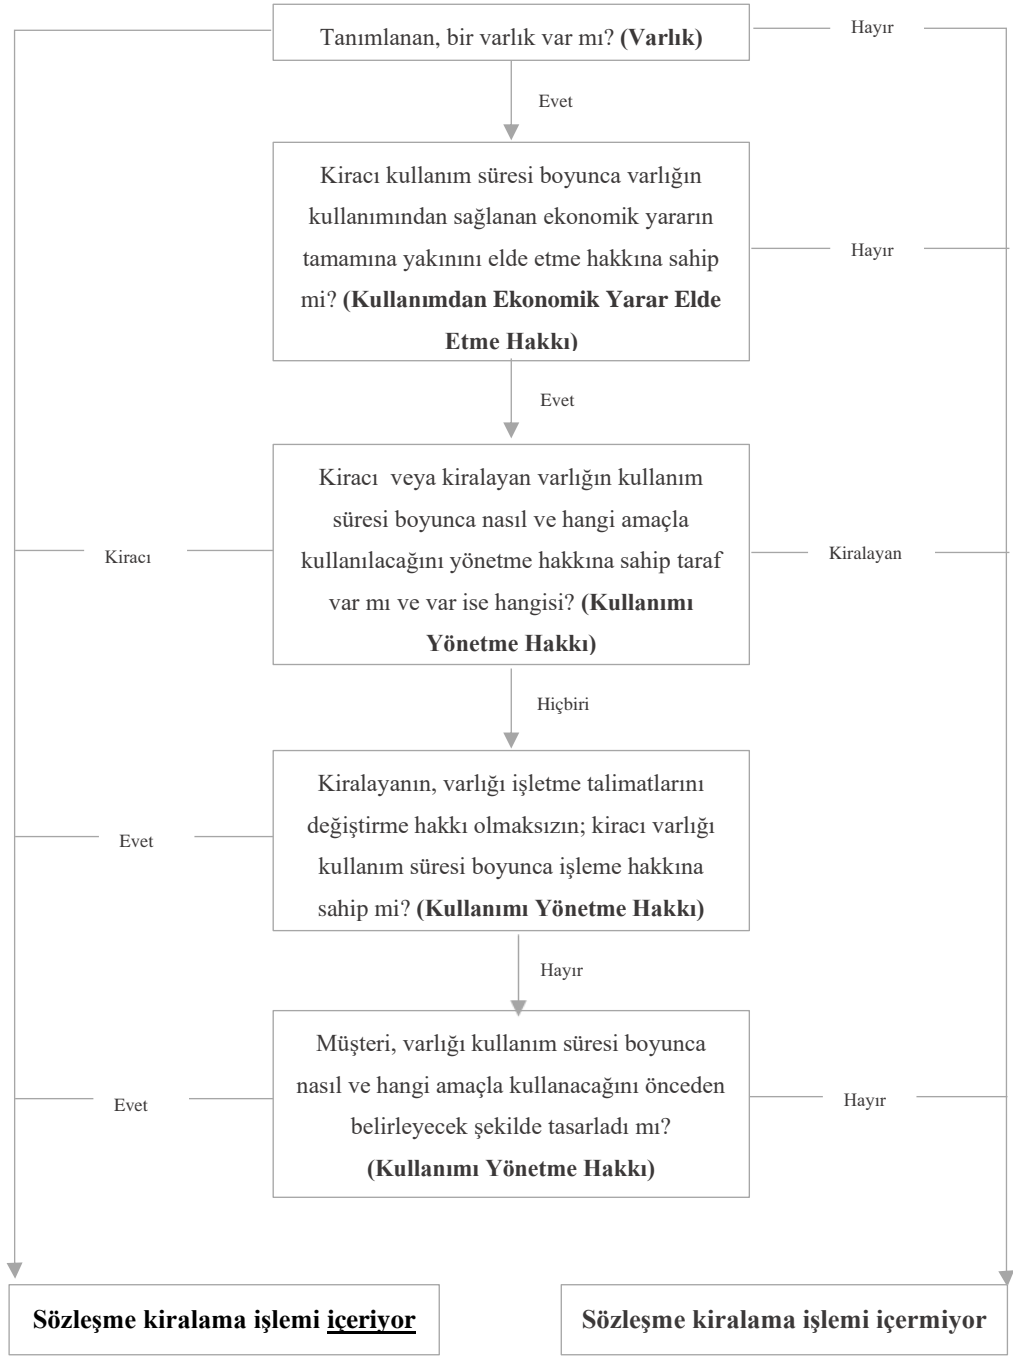 Tanımlanan, bir varlık var mı? (Varlık)
Hayır
Evet
Kiracı kullanım süresi boyunca varlığın
kullanımından sağlanan ekonomik yararın
tamamına yakınını elde etme hakkına sahip
mi? (Kullanımdan Ekonomik Yarar Elde
Etme Hakkı)
Hayır
Evet
Kiracı veya kiralayan varlığın kullanım
süresi boyunca nasıl ve hangi amaçla
kullanılacağını yönetme hakkına sahip taraf
var mı ve var ise hangisi? (Kullanımı
Yönetme Hakkı)
Kiracı
Kiralayan
Hiçbiri
Kiralayanın, varlığı işletme talimatlarını
değiştirme hakkı olmaksızın; kiracı varlığı
kullanım süresi boyunca işleme hakkına
sahip mi? (Kullanımı Yönetme Hakkı)
Evet
Hayır
Müşteri, varlığı kullanım süresi boyunca
nasıl ve hangi amaçla kullanacağını önceden
belirleyecek şekilde tasarladı mı?
(Kullanımı Yönetme Hakkı)
Evet
Hayır
Sözleşme kiralama işlemi içeriyor
Sözleşme kiralama işlemi içermiyor